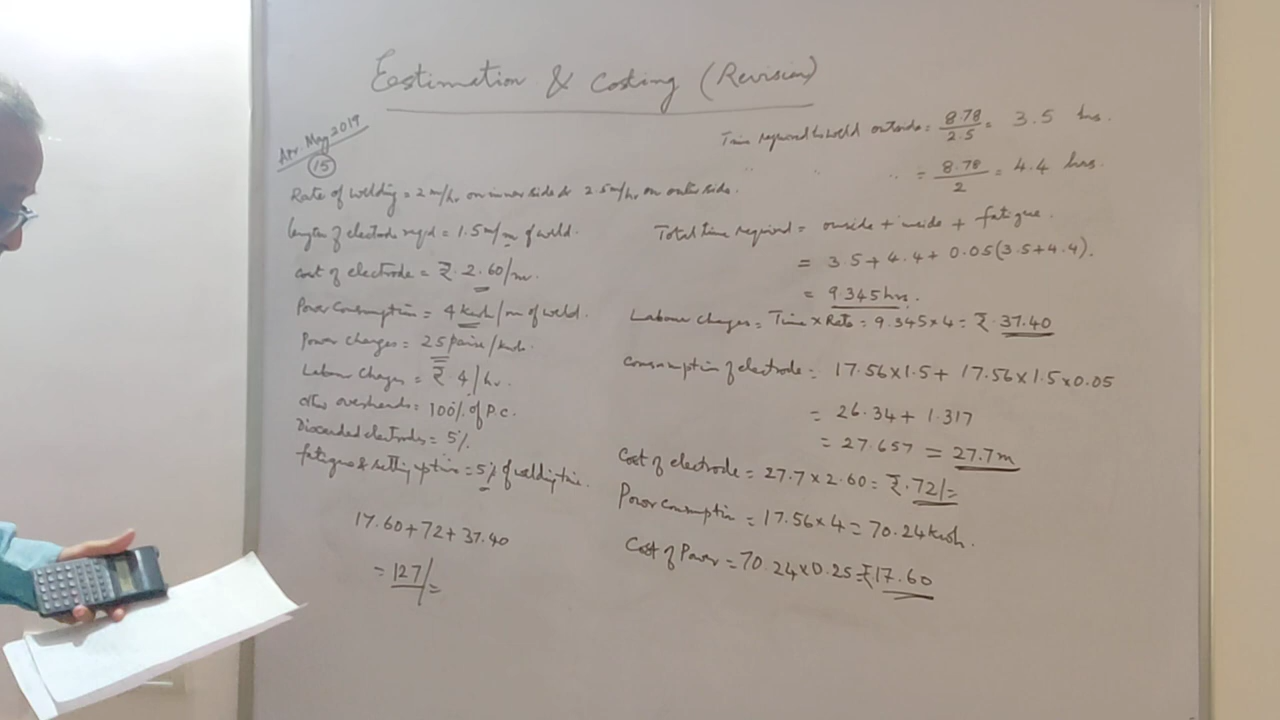 Eestimation & Costing (Revision)
Apr. May 2019
15
Rate of welding = 2 m/hr on inner side & 2.5 m/hr on outer side.
length of electrode reqd = 1.5 m/m of weld.
cost of electrode = ₹. 2.60/m.
Power Consumption = 4 kwh/m of weld.
Power charges = 25 paise/kwh.
Labour Charges = ₹. 4/hr.
other overheads = 100% of P.C.
Discarded electrodes = 5%.
fatigue & setting up time = 5% of welding time.
17.60+72+37.40
= 127/=
Time required to weld outside = 8.78/2.5 = 3.5 hrs.
" " .. = 8.78/2 = 4.4 hrs.
Total time required = outside + inside + fatigue.
= 3.5 + 4.4 + 0.05(3.5+4.4).
= 9.345 hrs.
Labour charges = Time × Rate = 9.345×4 = ₹. 37.40
Consumption of electrode = 17.56×1.5 + 17.56×1.5×0.05
= 26.34 + 1.317
= 27.657 = 27.7m
Cost of electrode = 27.7×2.60 = ₹.72/=
Power consumption = 17.56×4 = 70.24 kwh.
Cost of Power = 70.24×0.25 = ₹17.60